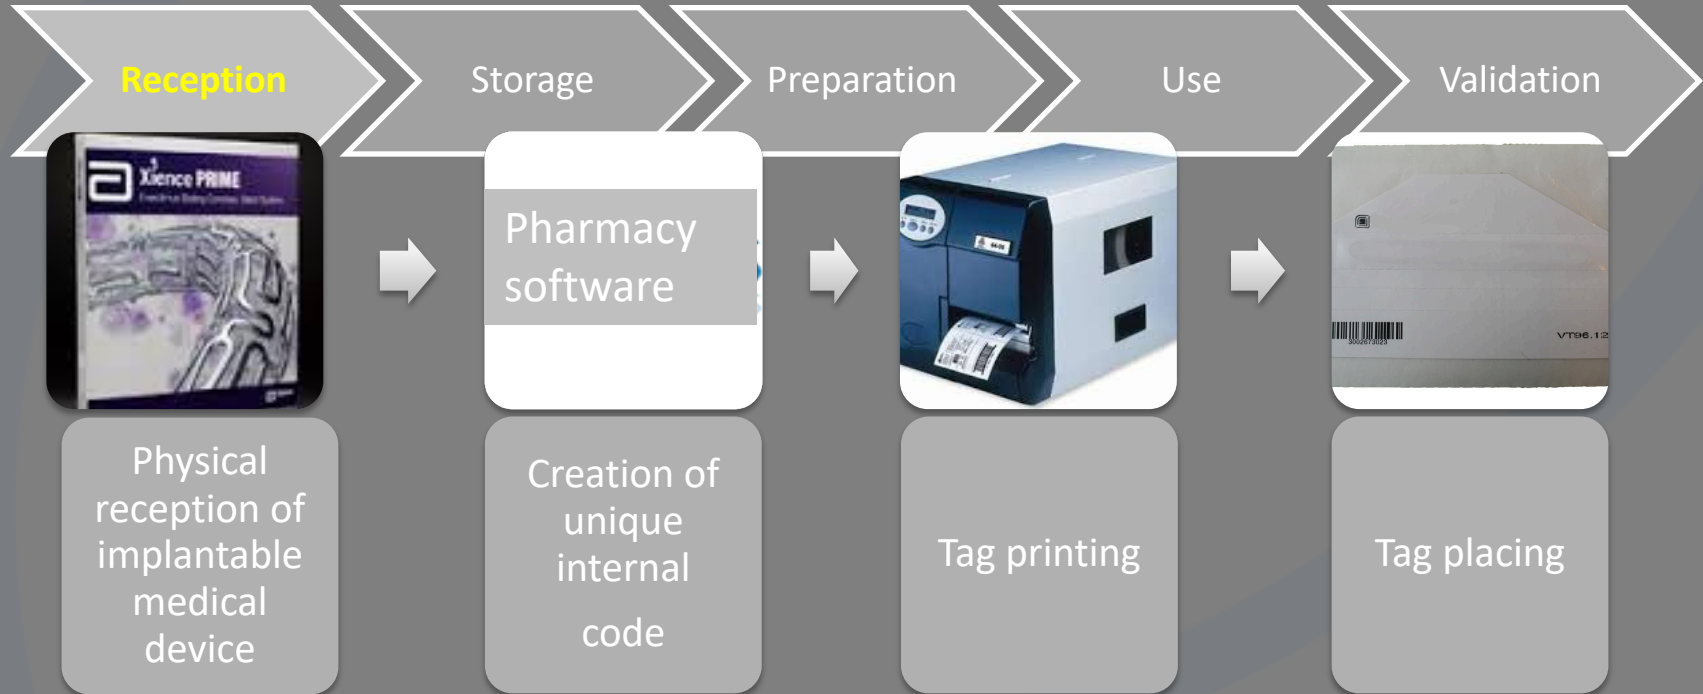 Reception
Storage
Preparation
Use
Validation
Xience PRIME
Pharmacy
software
3002673023
VT96.12
Physical
reception of
implantable
medical
device
Creation of
unique
internal
code
Tag printing
Tag placing